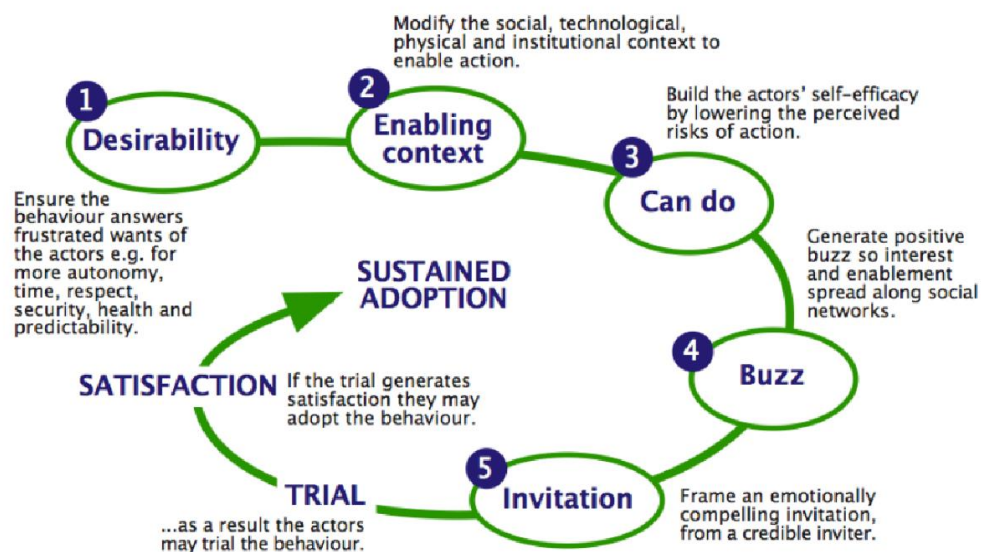 1
Desirability
Ensure the
behaviour answers
frustrated wants of
the actors e.g. for
more autonomy,
time, respect,
security, health and
predictability.
2
Enabling
context
Modify the social, technological,
physical and institutional context to
enable action.
3
Can do
Build the actors' self-efficacy
by lowering the perceived
risks of action.
4
Buzz
Generate positive
buzz so interest
and enablement
spread along social
networks.
5
Invitation
Frame an emotionally
compelling invitation,
from a credible inviter.
TRIAL
...as a result the actors
may trial the behaviour.
SATISFACTION
If the trial generates
satisfaction they may
adopt the behaviour.
SUSTAINED
ADOPTION